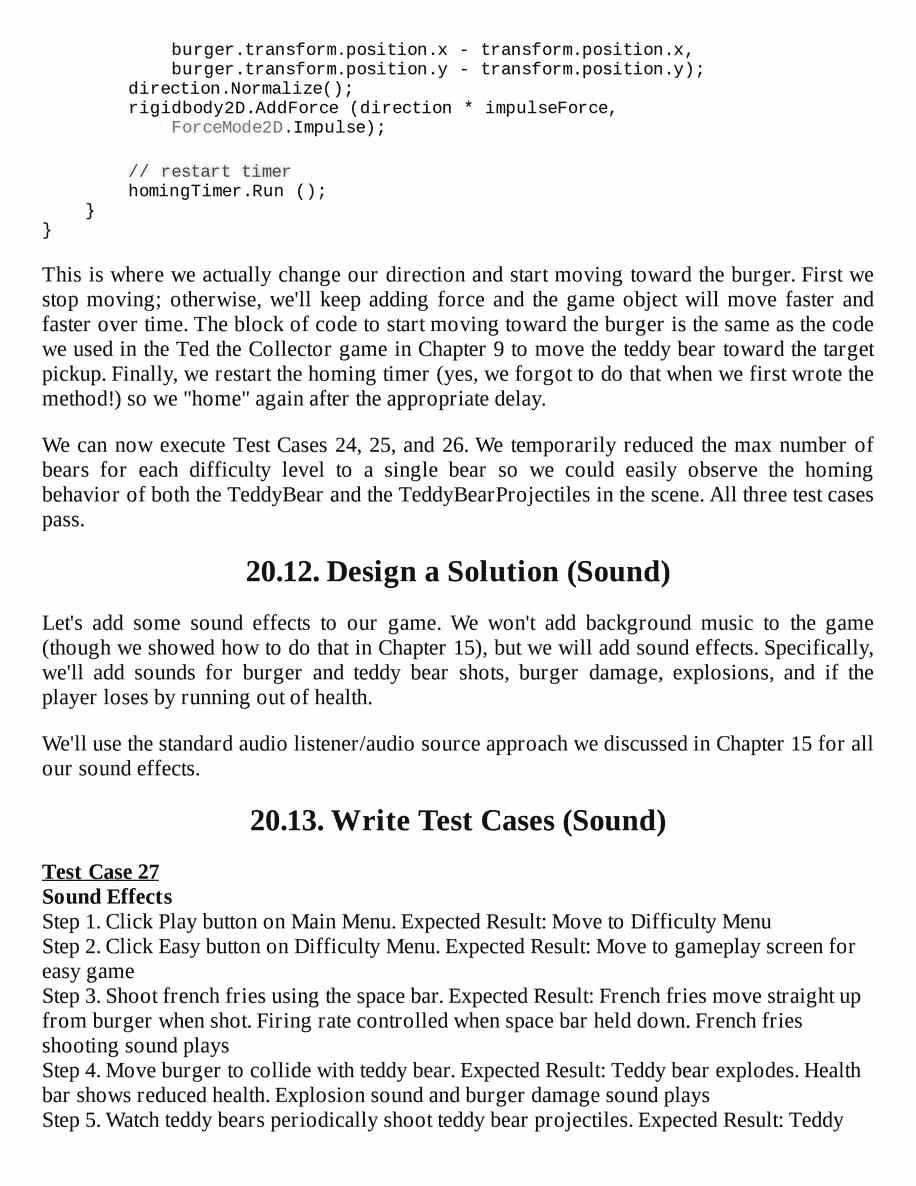 burger.transform.position.x - transform.position.x,
burger.transform.position.y - transform.position.y);
direction.Normalize();
rigidbody2D.AddForce (direction * impulseForce,
ForceMode2D.Impulse);
// restart timer
homingTimer.Run ();
}
}
This is where we actually change our direction and start moving toward the burger. First we
stop moving; otherwise, we'll keep adding force and the game object will move faster and
faster over time. The block of code to start moving toward the burger is the same as the code
we used in the Ted the Collector game in Chapter 9 to move the teddy bear toward the target
pickup. Finally, we restart the homing timer (yes, we forgot to do that when we first wrote the
method!) so we "home" again after the appropriate delay.
We can now execute Test Cases 24, 25, and 26. We temporarily reduced the max number of
bears for each difficulty level to a single bear so we could easily observe the homing
behavior of both the TeddyBear and the TeddyBearProjectiles in the scene. All three test cases
pass.
20.12. Design a Solution (Sound)
Let's add some sound effects to our game. We won't add background music to the game
(though we showed how to do that in Chapter 15), but we will add sound effects. Specifically,
we'll add sounds for burger and teddy bear shots, burger damage, explosions, and if the
player loses by running out of health.
We'll use the standard audio listener/audio source approach we discussed in Chapter 15 for all
our sound effects.
20.13. Write Test Cases (Sound)
Test Case 27
Sound Effects
Step 1. Click Play button on Main Menu. Expected Result: Move to Difficulty Menu
Step 2. Click Easy button on Difficulty Menu. Expected Result: Move to gameplay screen for
easy game
Step 3. Shoot french fries using the space bar. Expected Result: French fries move straight up
from burger when shot. Firing rate controlled when space bar held down. French fries
shooting sound plays
Step 4. Move burger to collide with teddy bear. Expected Result: Teddy bear explodes. Health
bar shows reduced health. Explosion sound and burger damage sound plays
Step 5. Watch teddy bears periodically shoot teddy bear projectiles. Expected Result: Teddy